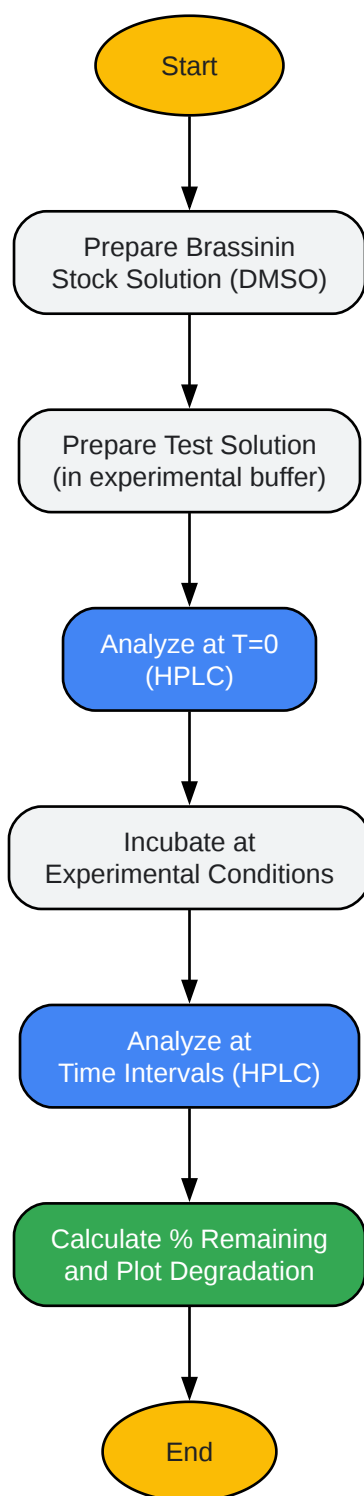 Start
Prepare Brassinin
Stock Solution (DMSO)
Prepare Test Solution
(in experimental buffer)
Analyze at T=0
(HPLC)
Incubate at
Experimental Conditions
Analyze at
Time Intervals (HPLC)
Calculate % Remaining
and Plot Degradation
End